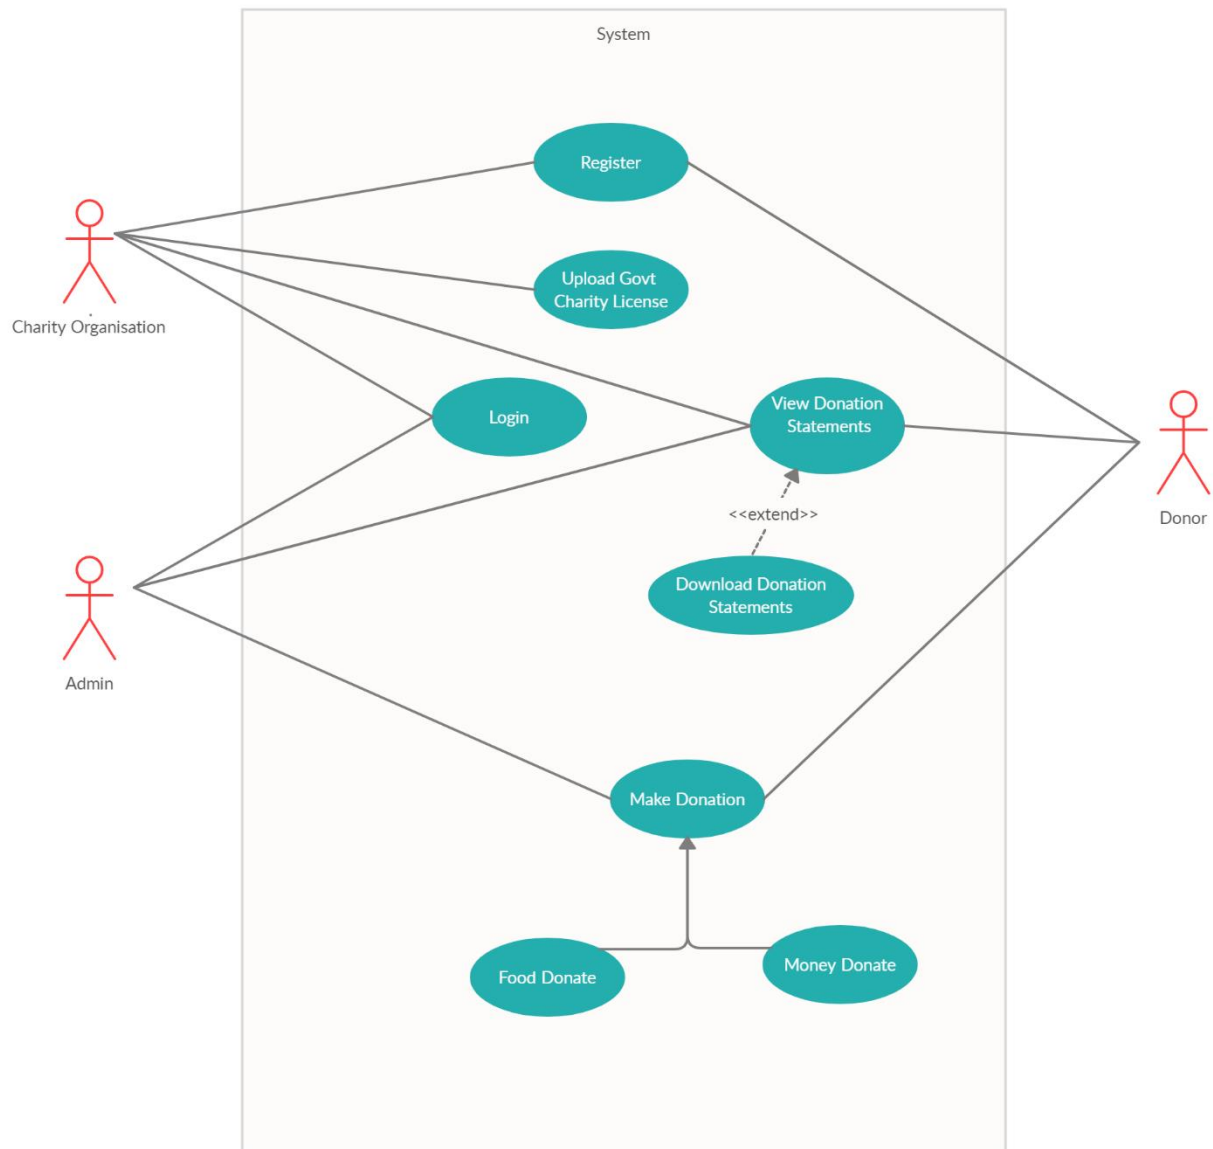 System
Register
Upload Govt
Charity License
Charity Organisation
Login
View Donation
Statements
<<extend>>
Donor
Download Donation
Statements
Admin
Make Donation
Food Donate
Money Donate